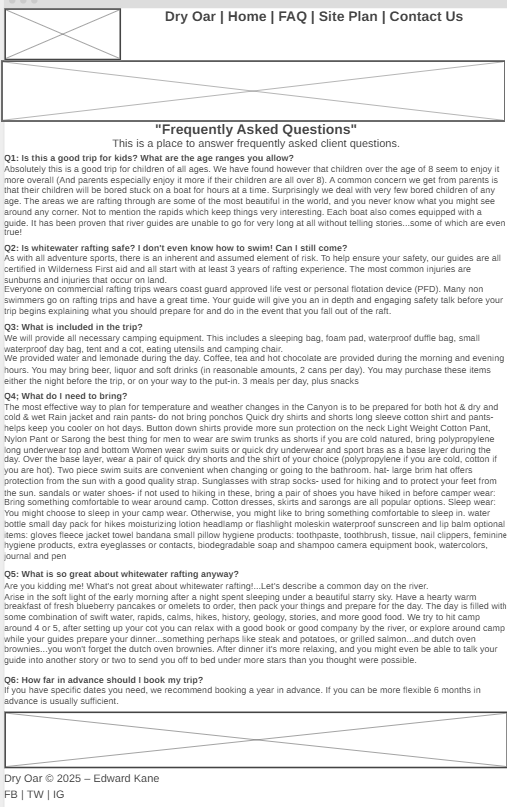 Dry Oar | Home | FAQ | Site Plan | Contact Us
"Frequently Asked Questions"
This is a place to answer frequently asked client questions.
Q1: Is this a good trip for kids? What are the age ranges you allow?
Absolutely this is a good trip for children of all ages. We have found however that children over the age of 8 seem to enjoy it
more overall (And parents especially enjoy it more if their children are all over 8). A common concern we get from parents is
that their children will be bored stuck on a boat for hours at a time. Surprisingly we deal with very few bored children of any
age. The areas we are rafting through are some of the most beautiful in the world, and you never know what you might see
around any corner. Not to mention the rapids which keep things very interesting. Each boat also comes equipped with a
guide. It has been proven that river guides are unable to go for very long at all without telling stories...some of which are even
true!
Q2: Is whitewater rafting safe? I don't even know how to swim! Can I still come?
As with all adventure sports, there is an inherent and assumed element of risk. To help ensure your safety, our guides are all
certified in Wilderness First aid and all start with at least 3 years of rafting experience. The most common injuries are
sunburns and injuries that occur on land.
Everyone on commercial rafting trips wears coast guard approved life vest or personal flotation device (PFD). Many non
swimmers go on rafting trips and have a great time. Your guide will give you an in depth and engaging safety talk before your
trip begins explaining what you should prepare for and do in the event that you fall out of the raft.
Q3: What is included in the trip?
We will provide all necessary camping equipment. This includes a sleeping bag, foam pad, waterproof duffle bag, small
waterproof day bag, tent and a cot, eating utensils and camping chair.
We provided water and lemonade during the day. Coffee, tea and hot chocolate are provided during the morning and evening
hours. You may bring beer, liquor and soft drinks (in reasonable amounts, 2 cans per day). You may purchase these items
either the night before the trip, or on your way to the put-in. 3 meals per day, plus snacks
Q4; What do I need to bring?
The most effective way to plan for temperature and weather changes in the Canyon is to be prepared for both hot & dry and
cold & wet Rain jacket and rain pants- do not bring ponchos Quick dry shirts and shorts long sleeve cotton shirt and pants-
helps keep you cooler on hot days. Button down shirts provide more sun protection on the neck Light Weight Cotton Pant,
Nylon Pant or Sarong the best thing for men to wear are swim trunks as shorts if you are cold natured, bring polypropylene
long underwear top and bottom Women wear swim suits or quick dry underwear and sport bras as a base layer during the
day. Over the base layer, wear a pair of quick dry shorts and the shirt of your choice (polypropylene if you are cold, cotton if
you are hot). Two piece swim suits are convenient when changing or going to the bathroom. hat- large brim hat offers
protection from the sun with a good quality strap. Sunglasses with strap socks- used for hiking and to protect your feet from
the sun. sandals or water shoes- if not used to hiking in these, bring a pair of shoes you have hiked in before camper wear:
Bring something comfortable to wear around camp. Cotton dresses, skirts and sarongs are also popular options. Sleep wear:
You might choose to sleep in your camp wear. Otherwise, you might like to bring something comfortable to sleep in. water
bottle small day pack for hikes moisturizing lotion headlamp or flashlight moleskin waterproof sunscreen and lip balm optional
items: gloves fleece jacket towel bandana small pillow hygiene products: toothpaste, toothbrush, tissue, nail clippers, feminine
hygiene products, extra eyeglasses or contacts, biodegradable soap and shampoo camera equipment book, watercolors,
journal and pen
Q5: What is so great about whitewater rafting anyway?
Are you kidding me! What's not great about whitewater rafting!...Let's describe a common day on the river.
Arise in the soft light of the early morning after a night spent sleeping under a beautiful starry sky. Have a hearty warm
breakfast of fresh blueberry pancakes or omelets to order, then pack your things and prepare for the day. The day is filled with
some combination of swift water, rapids, calms, hikes, history, geology, stories, and more good food. We try to hit camp
around 4 or 5, after setting up your cot you can relax with a good book or good company by the river, or explore around camp
while your guides prepare your dinner...something perhaps like steak and potatoes, or grilled salmon...and dutch oven
brownies...you won't forget the dutch oven brownies. After dinner it's more relaxing, and you might even be able to talk your
guide into another story or two to send you off to bed under more stars than you thought were possible.
Q6: How far in advance should I book my trip?
If you have specific dates you need, we recommend booking a year in advance. If you can be more flexible 6 months in
advance is usually sufficient.
Dry Oar © 2025 – Edward Kane
FB | TW | IG